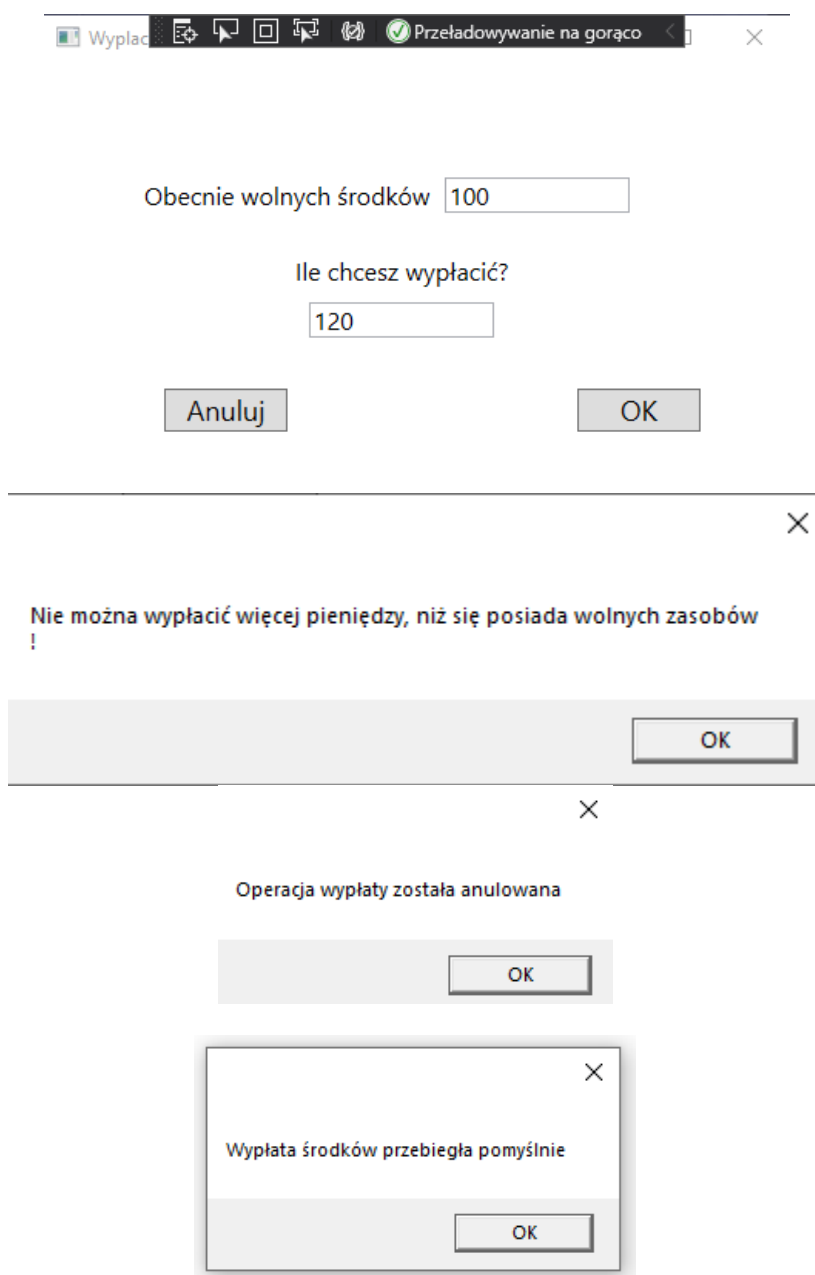 Wyplac
Przeładowywanie na gorąco
Obecnie wolnych środków 100
Ile chcesz wypłacić?
120
Anuluj OK
Nie można wypłacić więcej pieniędzy, niż się posiada wolnych zasobów
!
OK
Operacja wypłaty została anulowana
OK
Wypłata środków przebiegła pomyślnie
OK